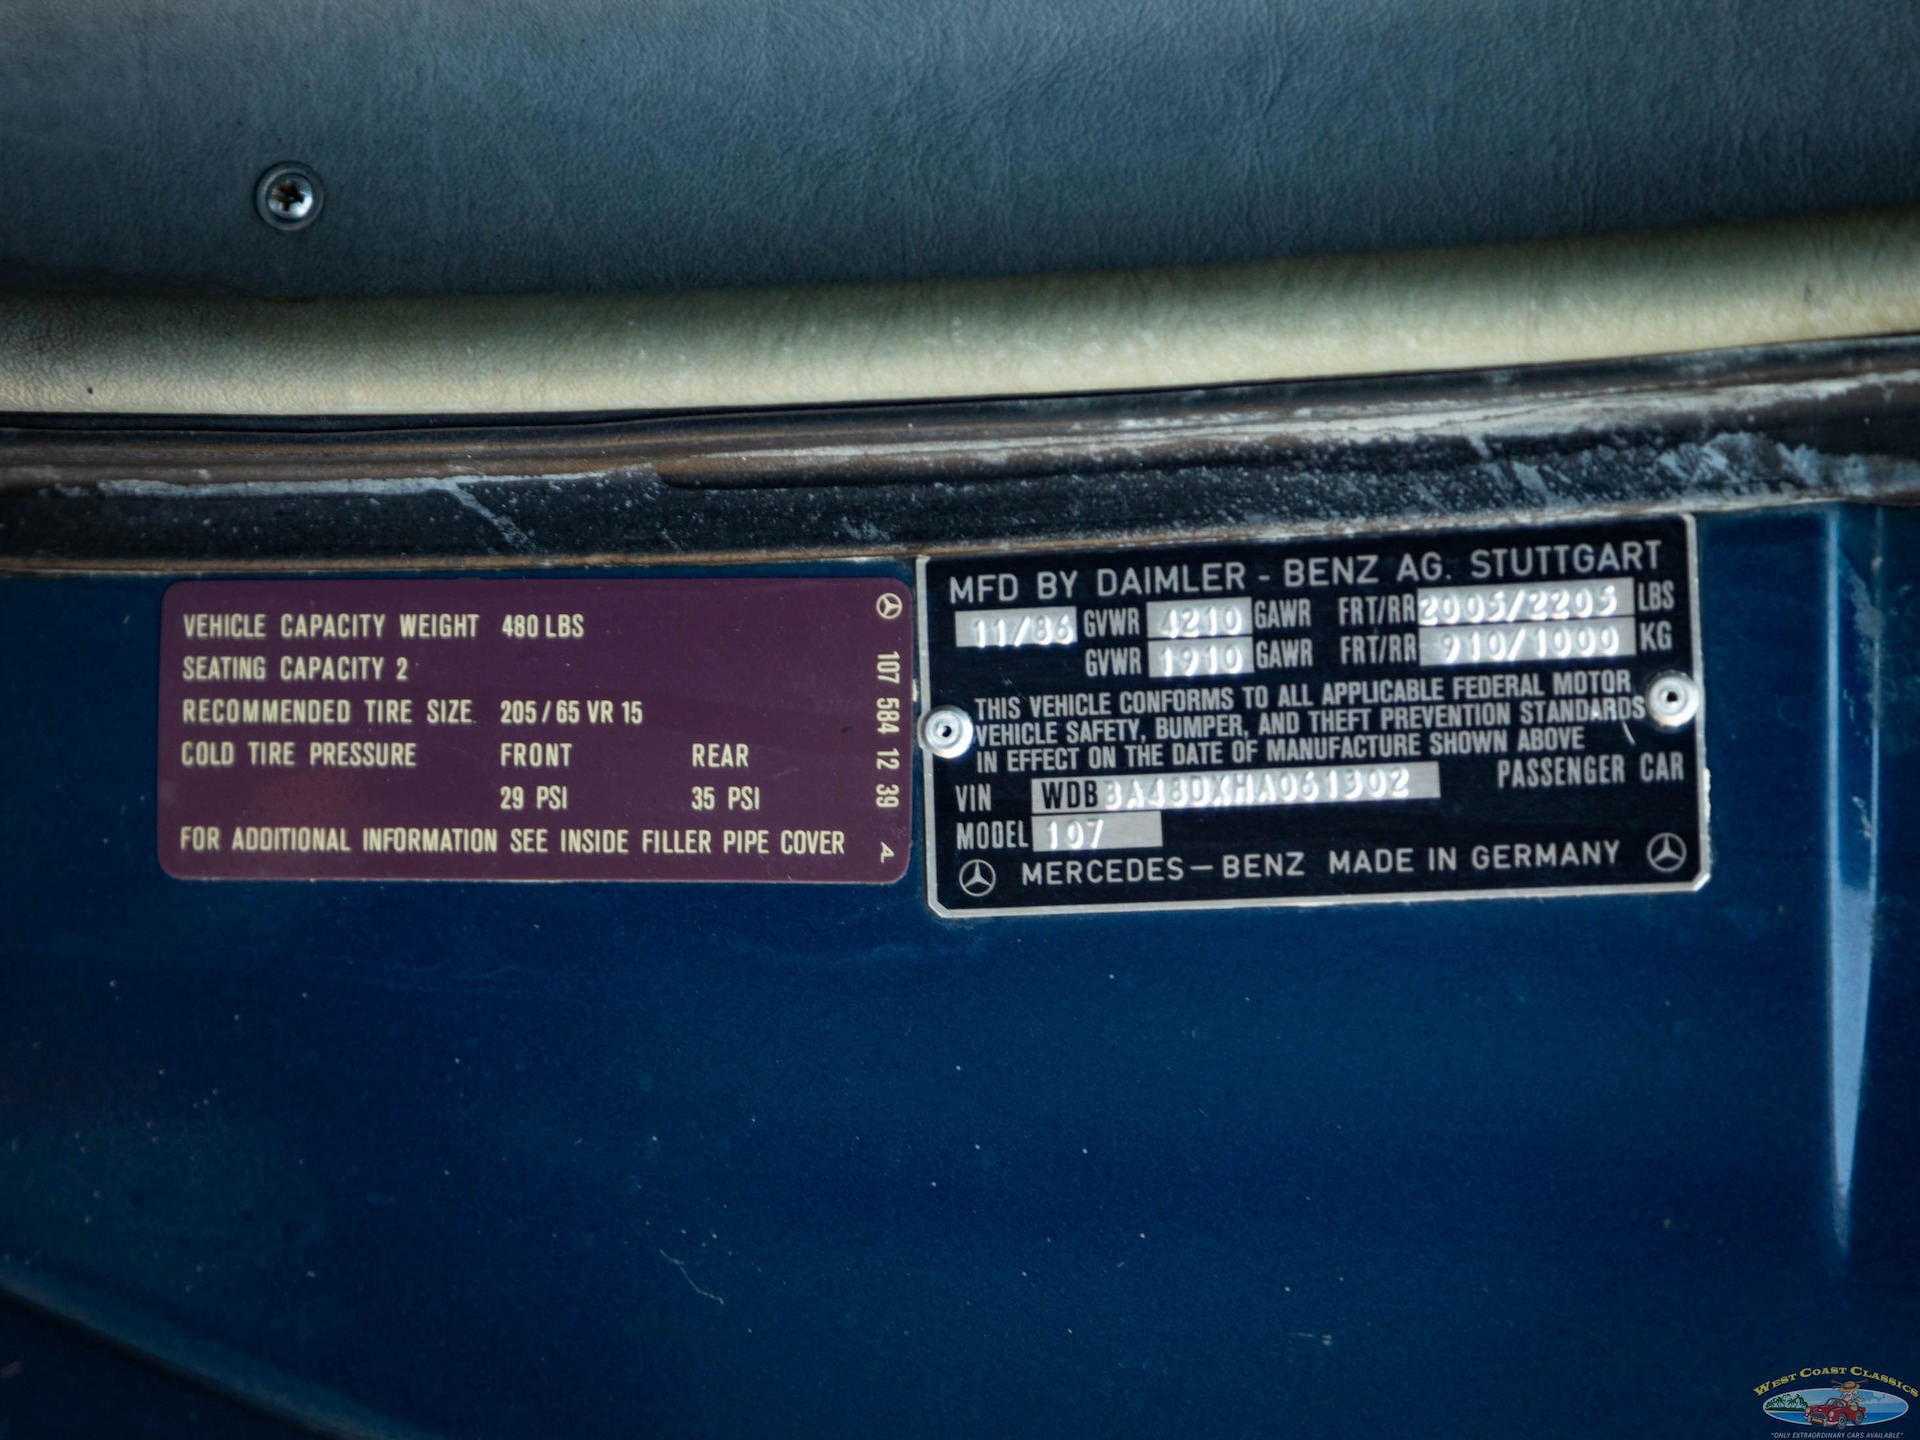 VEHICLE CAPACITY WEIGHT 480 LBS
SEATING CAPACITY 2
RECOMMENDED TIRE SIZE 205/65 VR 15
COLD TIRE PRESSURE FRONT REAR
29 PSI 35 PSI
FOR ADDITIONAL INFORMATION SEE INSIDE FILLER PIPE COVER
107 584 12 39 A
MFD BY DAIMLER - BENZ AG. STUTTGART
11/86 GVWR 4210 GAWR FRT/RR 2005/2205 LBS
GVWR 1910 GAWR FRT/RR 910/1000 KG
THIS VEHICLE CONFORMS TO ALL APPLICABLE FEDERAL MOTOR
VEHICLE SAFETY, BUMPER, AND THEFT PREVENTION STANDARDS
IN EFFECT ON THE DATE OF MANUFACTURE SHOWN ABOVE
VIN WDBBA48DXHA061302 PASSENGER CAR
MODEL 107
MERCEDES-BENZ MADE IN GERMANY
WEST COAST CLASSICS
"ONLY EXTRAORDINARY CARS AVAILABLE"